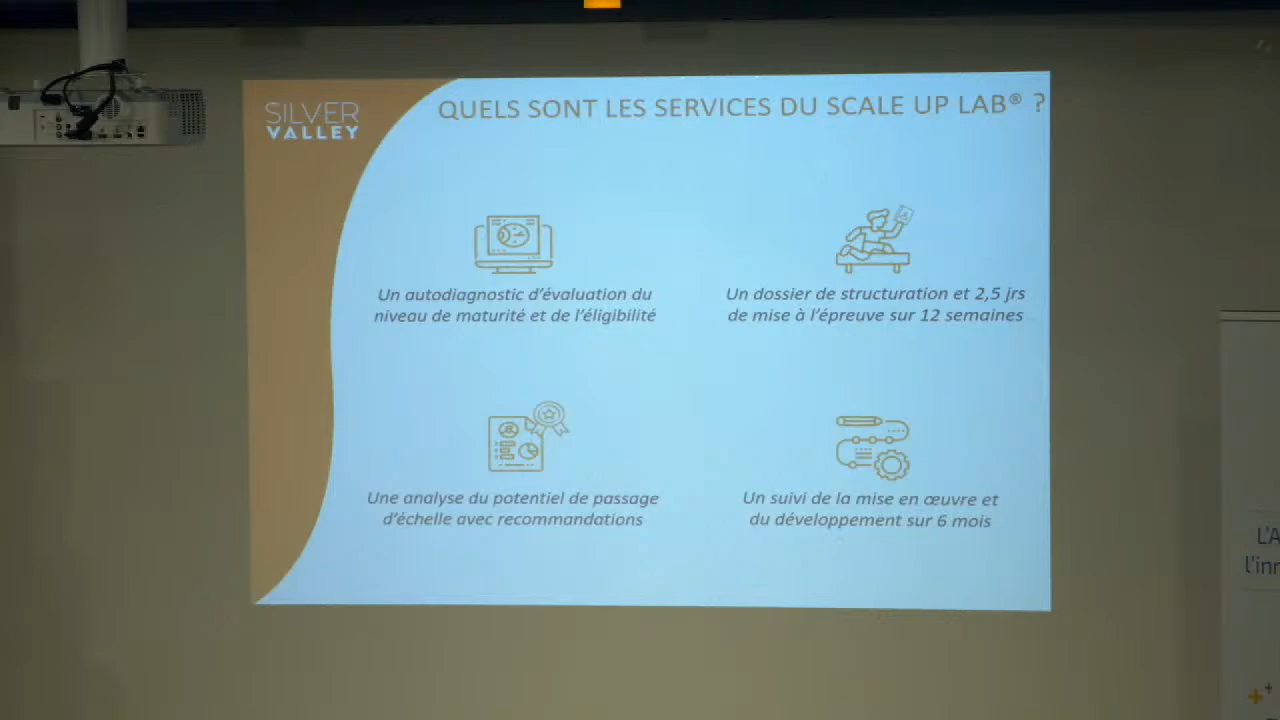 SILVER
VALLEY
QUELS SONT LES SERVICES DU SCALE UP LAB® ?
Un autodiagnostic d'évaluation du
niveau de maturité et de l'éligibilité
Un dossier de structuration et 2,5 jrs
de mise à l'épreuve sur 12 semaines
Une analyse du potentiel de passage
d'échelle avec recommandations
Un suivi de la mise en œuvre et
du développement sur 6 mois